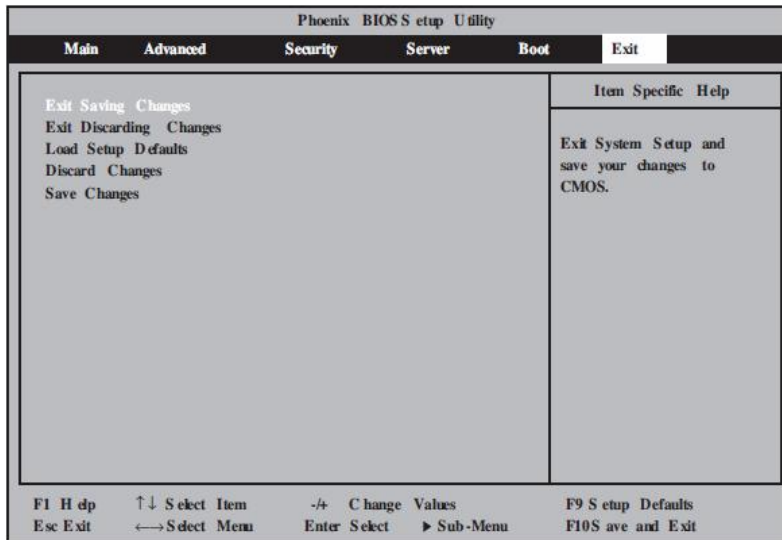 Phoenix BIOS Setup Utility
Main Advanced Security Server Boot Exit
Exit Saving Changes
Exit Discarding Changes
Load Setup Defaults
Discard Changes
Save Changes
Item Specific Help
Exit System Setup and
save your changes to
CMOS.
F1 Help ↑↓ Select Item -/+ Change Values F9 Setup Defaults
Esc Exit ←→ Select Menu Enter Select ▶ Sub-Menu F10 Save and Exit